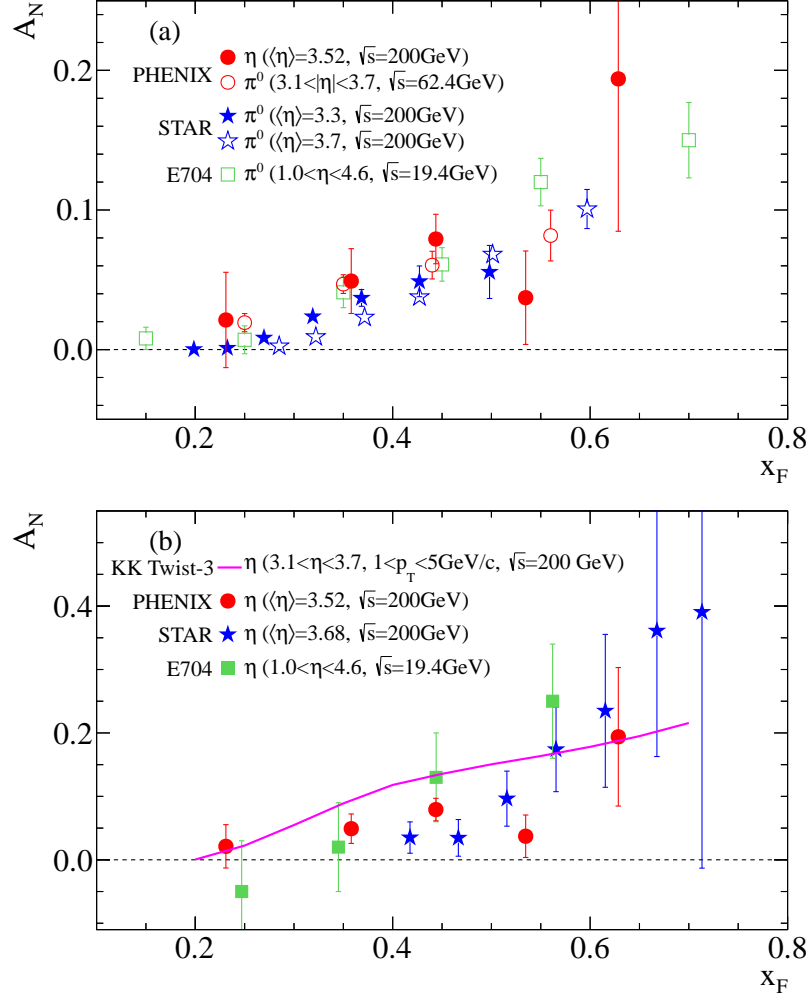 A_N
(a)
η (⟨η⟩=3.52, √s=200GeV)
PHENIX
π⁰ (3.1<|η|<3.7, √s=62.4GeV)
π⁰ (⟨η⟩=3.3, √s=200GeV)
STAR
π⁰ (⟨η⟩=3.7, √s=200GeV)
E704 π⁰ (1.0<η<4.6, √s=19.4GeV)
0.2
0.1
0.0
0.2 0.4 0.6 0.8
x_F
A_N
(b)
KK Twist-3 η (3.1<η<3.7, 1<p_T<5GeV/c, √s=200 GeV)
PHENIX η (⟨η⟩=3.52, √s=200GeV)
STAR η (⟨η⟩=3.68, √s=200GeV)
E704 η (1.0<η<4.6, √s=19.4GeV)
0.4
0.2
0.0
0.2 0.4 0.6 0.8
x_F